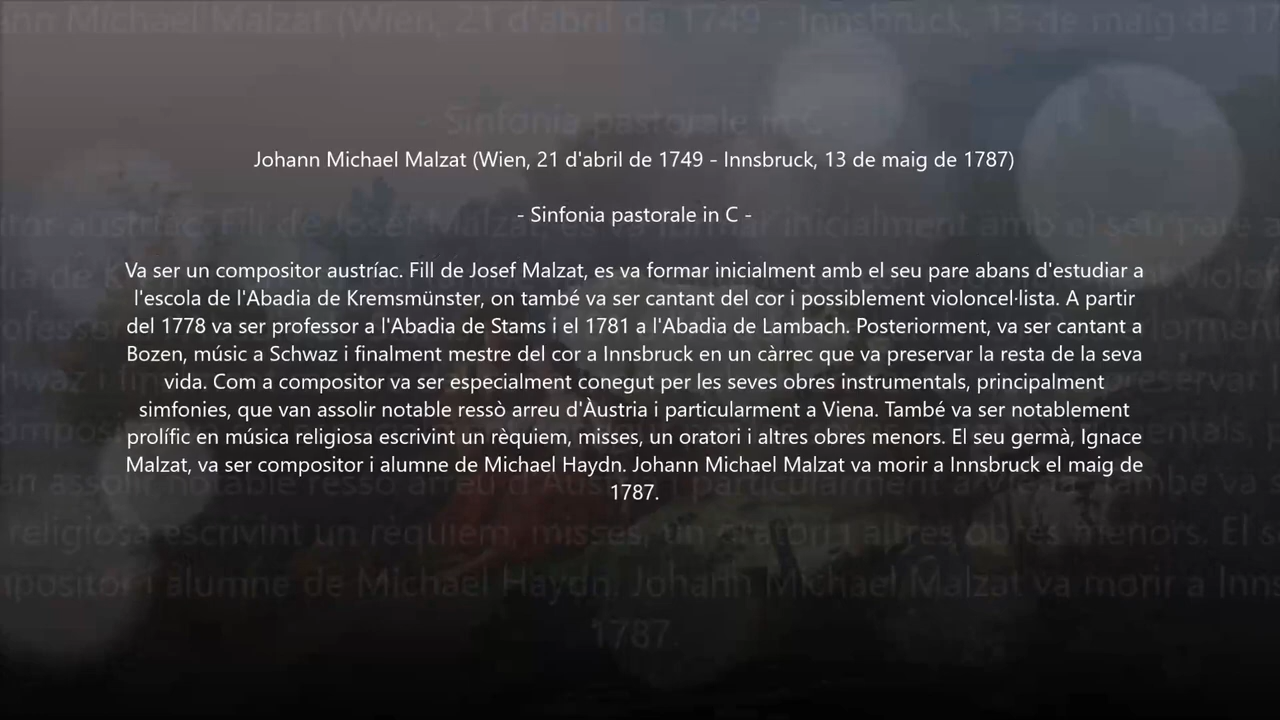 Johann Michael Malzat (Wien, 21 d'abril de 1749 - Innsbruck, 13 de maig de 1787)
- Sinfonia pastorale in C -
Va ser un compositor austríac. Fill de Josef Malzat, es va formar inicialment amb el seu pare abans d'estudiar a
l'escola de l'Abadia de Kremsmünster, on també va ser cantant del cor i possiblement violoncel·lista. A partir
del 1778 va ser professor a l'Abadia de Stams i el 1781 a l'Abadia de Lambach. Posteriorment, va ser cantant a
Bozen, músic a Schwaz i finalment mestre del cor a Innsbruck en un càrrec que va preservar la resta de la seva
vida. Com a compositor va ser especialment conegut per les seves obres instrumentals, principalment
simfonies, que van assolir notable ressò arreu d'Àustria i particularment a Viena. També va ser notablement
prolífic en música religiosa escrivint un rèquiem, misses, un oratori i altres obres menors. El seu germà, Ignace
Malzat, va ser compositor i alumne de Michael Haydn. Johann Michael Malzat va morir a Innsbruck el maig de
1787.